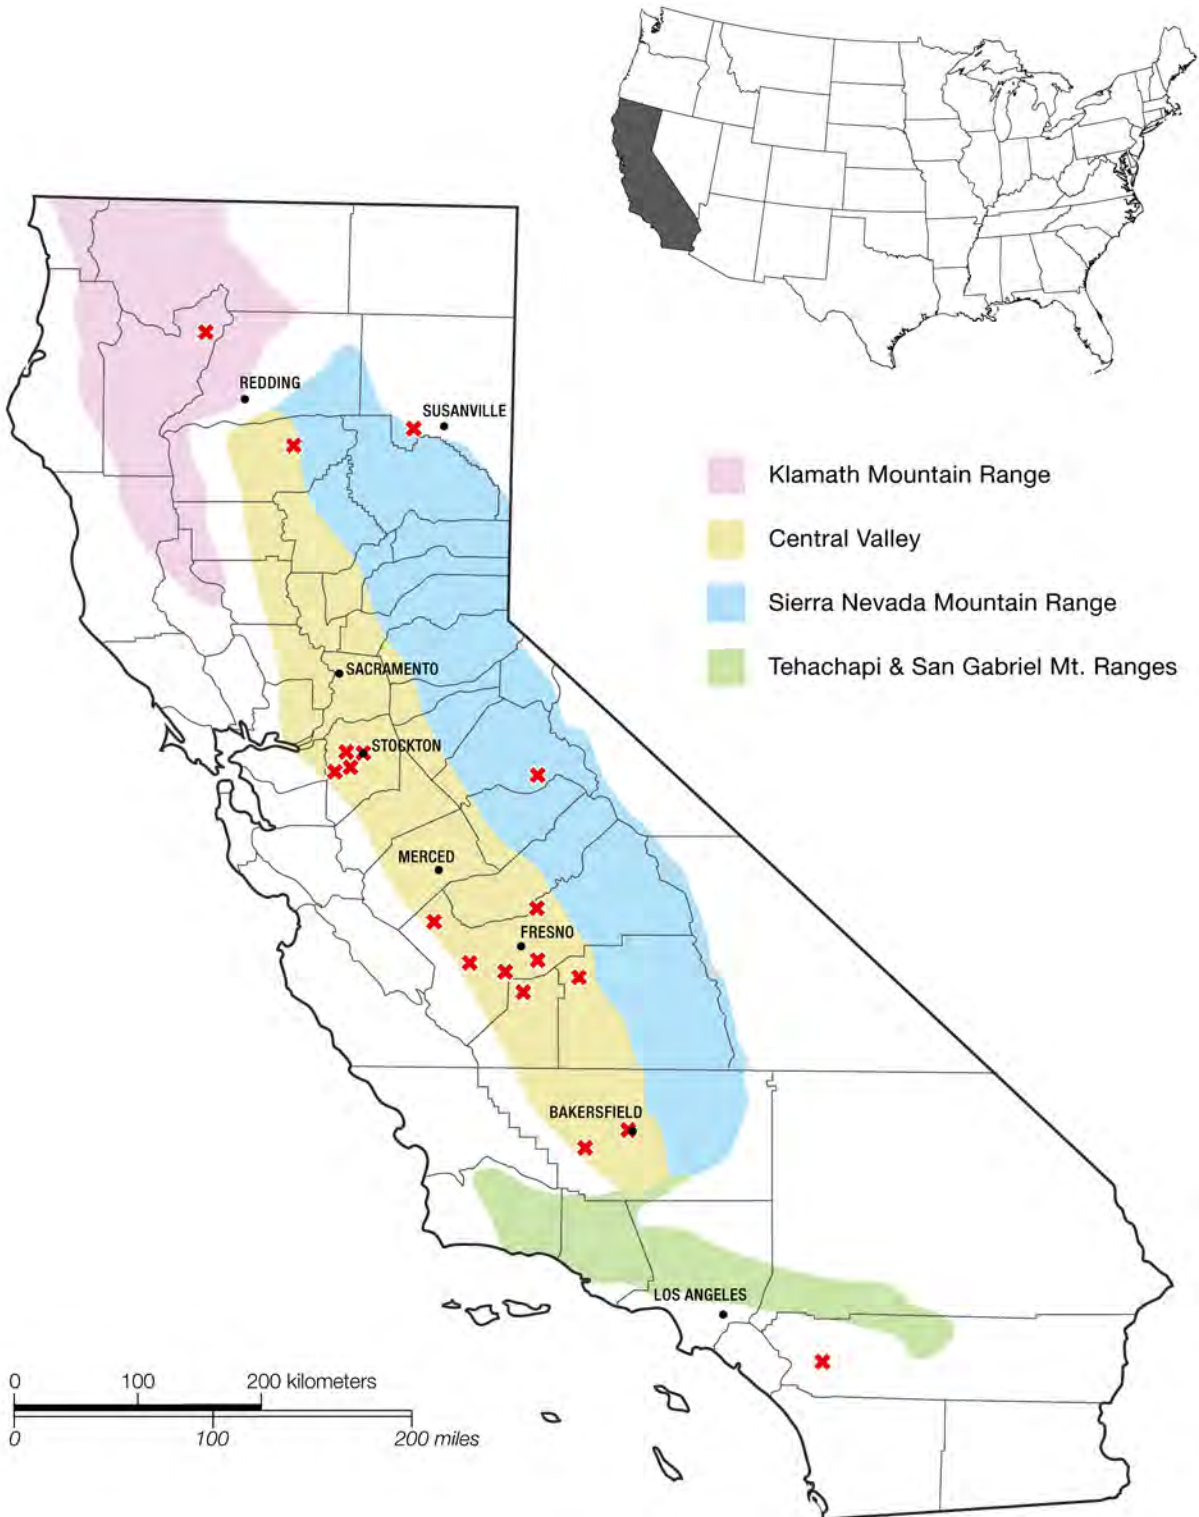 REDDING
SUSANVILLE
Klamath Mountain Range
Central Valley
Sierra Nevada Mountain Range
Tehachapi & San Gabriel Mt. Ranges
SACRAMENTO
STOCKTON
MERCED
FRESNO
BAKERSFIELD
LOS ANGELES
0 100 200 kilometers
0 100 200 miles